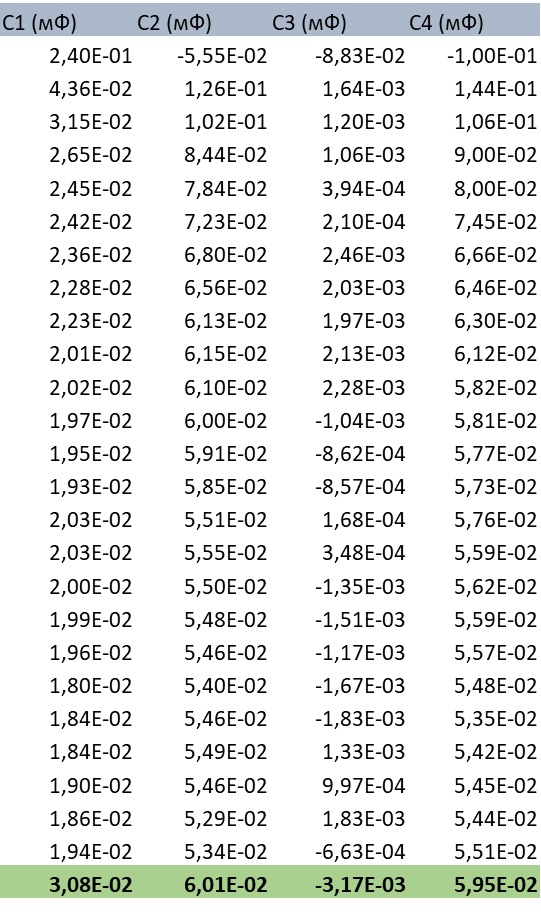 C1 (мФ) C2 (мФ) C3 (мФ) C4 (мФ)
2,40E-01 -5,55E-02 -8,83E-02 -1,00E-01
4,36E-02 1,26E-01 1,64E-03 1,44E-01
3,15E-02 1,02E-01 1,20E-03 1,06E-01
2,65E-02 8,44E-02 1,06E-03 9,00E-02
2,45E-02 7,84E-02 3,94E-04 8,00E-02
2,42E-02 7,23E-02 2,10E-04 7,45E-02
2,36E-02 6,80E-02 2,46E-03 6,66E-02
2,28E-02 6,56E-02 2,03E-03 6,46E-02
2,23E-02 6,13E-02 1,97E-03 6,30E-02
2,01E-02 6,15E-02 2,13E-03 6,12E-02
2,02E-02 6,10E-02 2,28E-03 5,82E-02
1,97E-02 6,00E-02 -1,04E-03 5,81E-02
1,95E-02 5,91E-02 -8,62E-04 5,77E-02
1,93E-02 5,85E-02 -8,57E-04 5,73E-02
2,03E-02 5,51E-02 1,68E-04 5,76E-02
2,03E-02 5,55E-02 3,48E-04 5,59E-02
2,00E-02 5,50E-02 -1,35E-03 5,62E-02
1,99E-02 5,48E-02 -1,51E-03 5,59E-02
1,96E-02 5,46E-02 -1,17E-03 5,57E-02
1,80E-02 5,40E-02 -1,67E-03 5,48E-02
1,84E-02 5,46E-02 -1,83E-03 5,35E-02
1,84E-02 5,49E-02 1,33E-03 5,42E-02
1,90E-02 5,46E-02 9,97E-04 5,45E-02
1,86E-02 5,29E-02 1,83E-03 5,44E-02
1,94E-02 5,34E-02 -6,63E-04 5,51E-02
3,08E-02 6,01E-02 -3,17E-03 5,95E-02